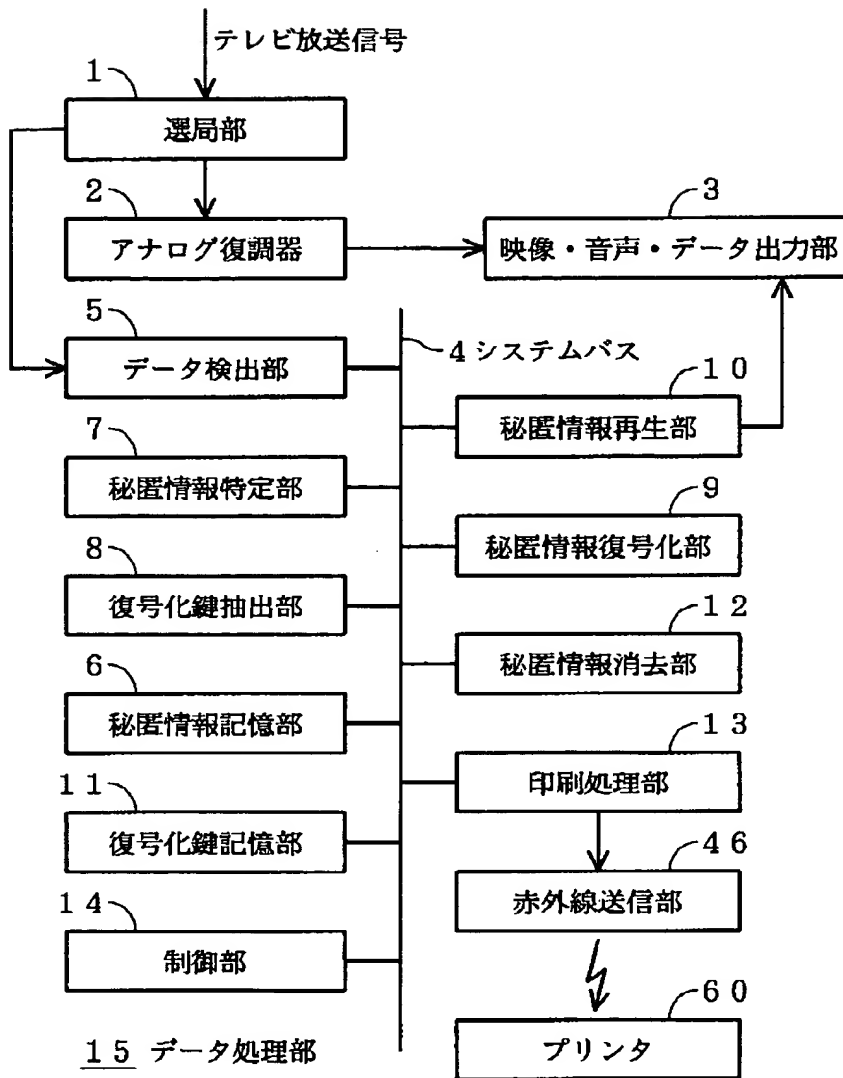 テレビ放送信号
1
選局部
2
アナログ復調器
3
映像・音声・データ出力部
5
データ検出部
4 システムバス
10
秘匿情報再生部
7
秘匿情報特定部
9
秘匿情報復号化部
8
復号化鍵抽出部
12
秘匿情報消去部
6
秘匿情報記憶部
13
印刷処理部
11
復号化鍵記憶部
46
赤外線送信部
14
制御部
60
プリンタ
15 データ処理部